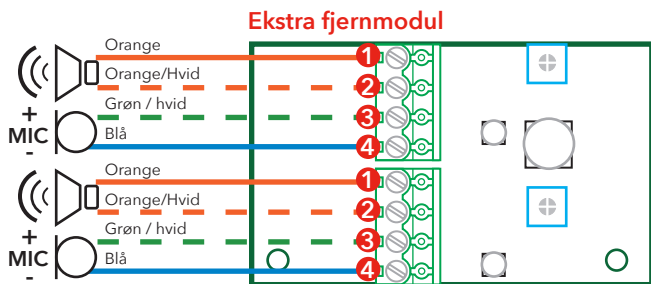 Ekstra fjernmodul
Orange 1
Orange/Hvid 2
+ Grøn / hvid 3
MIC
- Blå 4
Orange 1
Orange/Hvid 2
+ Grøn / hvid 3
MIC
- Blå 4